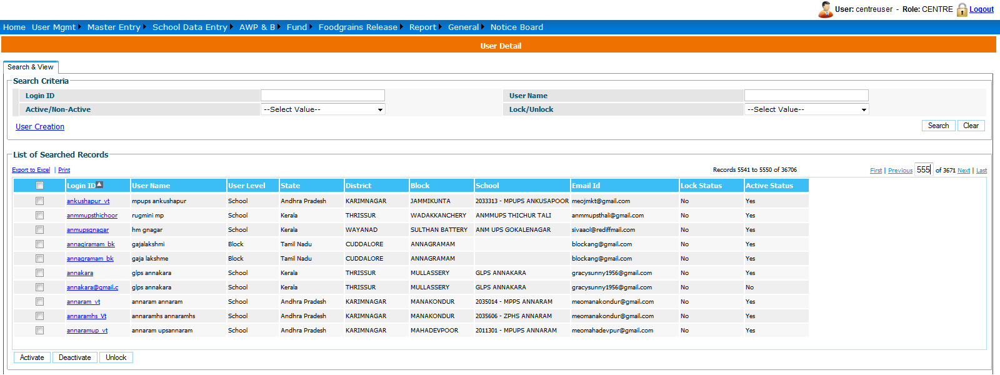 User: centreuser - Role: CENTRE Logout
Home User Mgmt Master Entry School Data Entry AWP & B Fund Foodgrains Release Report General Notice Board
User Detail
Search & View
Search Criteria
Login ID User Name
Active/Non-Active --Select Value-- Lock/Unlock --Select Value--
User Creation Search Clear
List of Searched Records
Export to Excel | Print Records 5541 to 5550 of 36706 First | Previous 555 of 3671 Next | Last
Login ID User Name User Level State District Block School Email Id Lock Status Active Status
ankushapur_vt mpups ankushapur School Andhra Pradesh KARIMNAGAR JAMMIKUNTA 2033313 - MPUPS ANKUSAPOOR meojmkt@gmail.com No Yes
anmmupsthichoor rugmini mp School Kerala THRISSUR WADAKKANCHERY ANMMUPS THICHUR TALI anmmupsthali@gmail.com No Yes
anmupsgnagar hm gnagar School Kerala WAYANAD SULTHAN BATTERY ANM UPS GOKALENAGAR sivaaol@rediffmail.com No Yes
annagiramam_bk gajalakshmi Block Tamil Nadu CUDDALORE ANNAGRAMAM blockang@gmail.com No Yes
annagramam_bk gaja lakshme Block Tamil Nadu CUDDALORE ANNAGRAMAM blockang@gmail.com No Yes
annakara glps annakara School Kerala THRISSUR MULLASSERY GLPS ANNAKARA gracysunny1956@gmail.com No Yes
annakara@gmail.c glps annakara School Kerala THRISSUR MULLASSERY GLPS ANNAKARA gracysunny1956@gmail.com No No
annaram_vt annaram annaram School Andhra Pradesh KARIMNAGAR MANAKONDUR 2035014 - MPPS ANNARAM meomanakondur@gmail.com No Yes
annaramhs_Vt annaramhs annaramhs School Andhra Pradesh KARIMNAGAR MANAKONDUR 2035606 - ZPHS ANNARAM meomanakondur@gmail.com No Yes
annaramup_vt annaram upsannaram School Andhra Pradesh KARIMNAGAR MAHADEVPOOR 2011301 - MPUPS ANNARAM meomahadevpur@gmail.com No Yes
Activate Deactivate Unlock